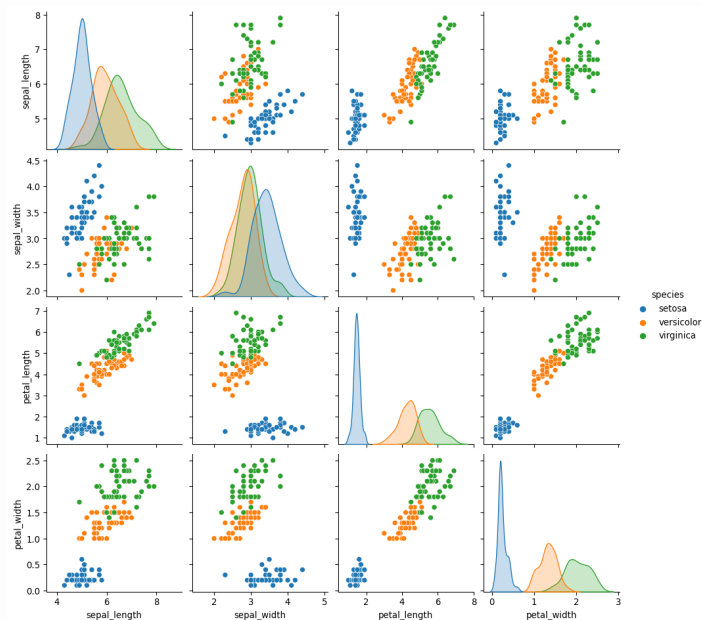 8
7
6
5
sepal_length
4.5
4.0
3.5
3.0
2.5
2.0
sepal_width
species
setosa
versicolor
virginica
7
6
5
4
3
2
1
petal_length
2.5
2.0
1.5
1.0
0.5
0.0
petal_width
4 6 8
2 3 4 5
2 4 6 8
0 1 2 3
sepal_length sepal_width petal_length petal_width